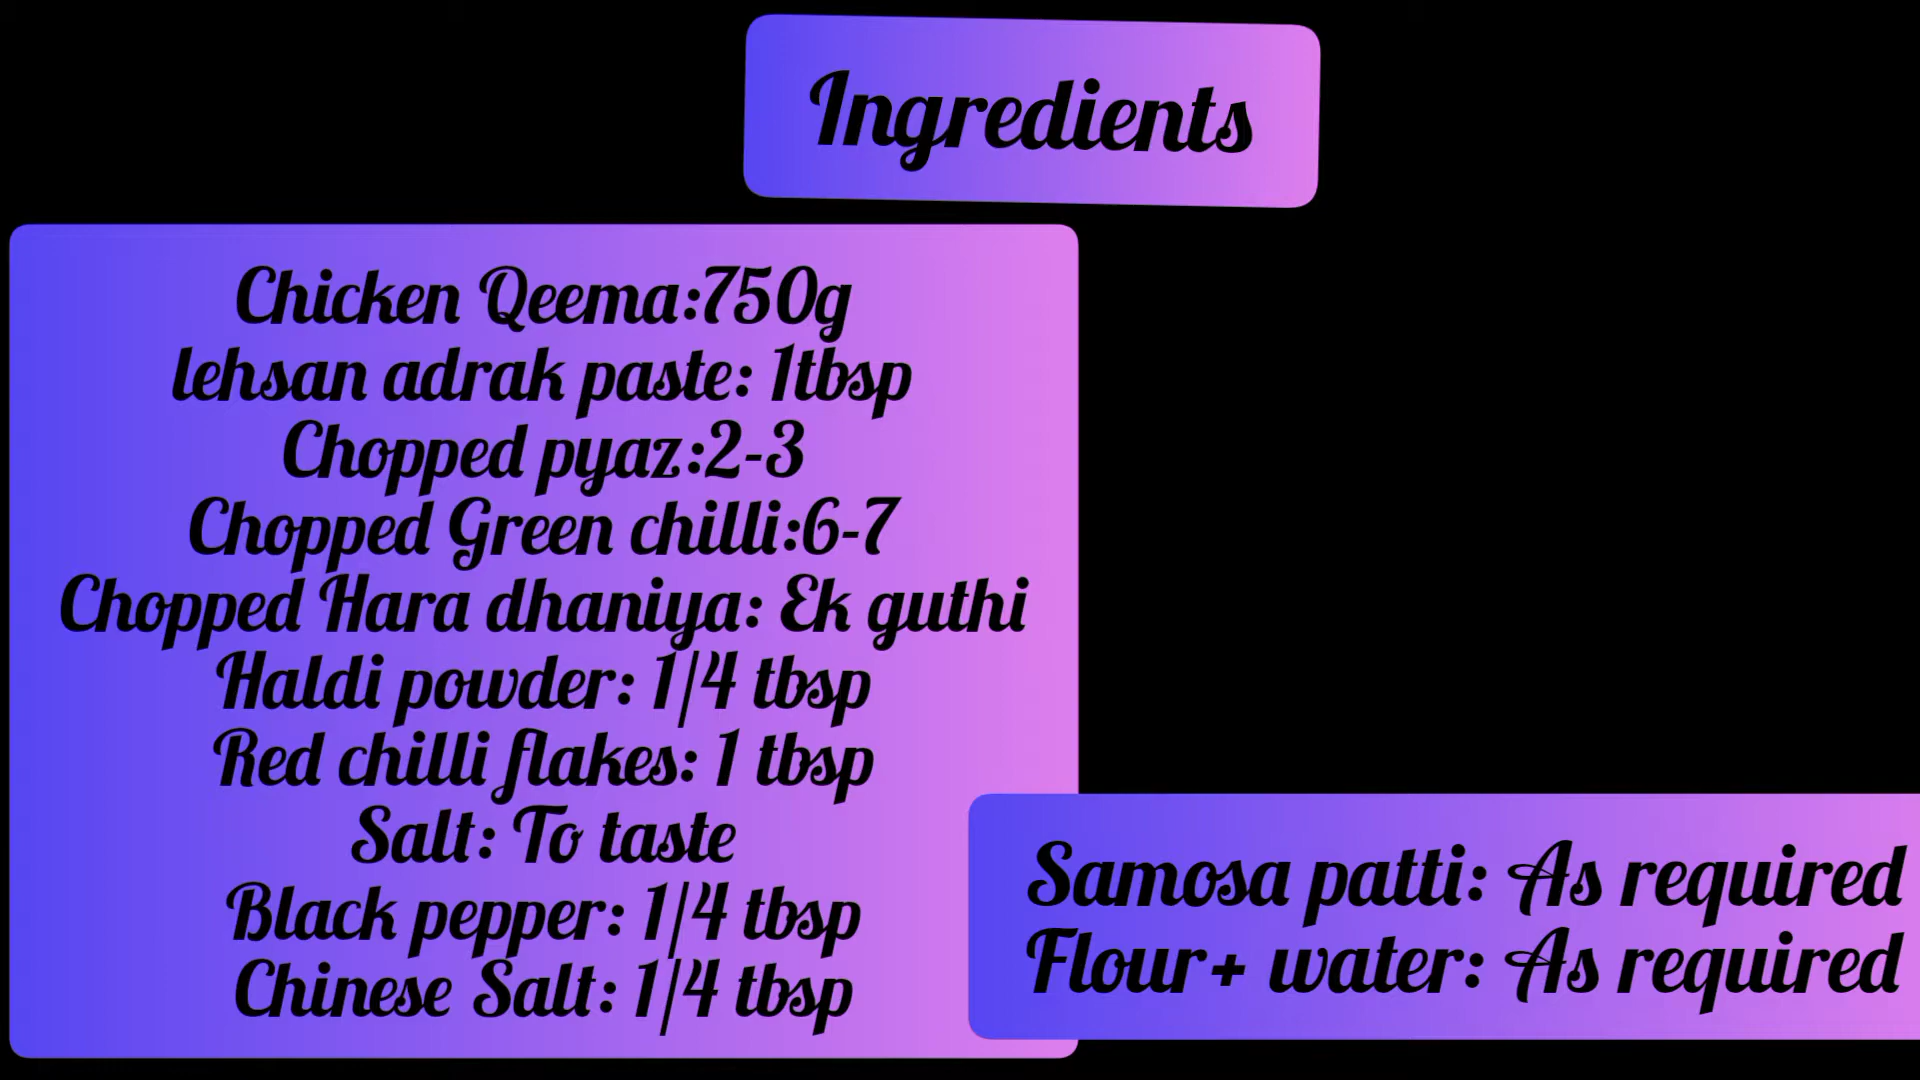 Ingredients
Chicken Qeema:750g
lehsan adrak paste: 1tbsp
Chopped pyaz:2-3
Chopped Green chilli:6-7
Chopped Hara dhaniya: Ek guthi
Haldi powder: 1/4 tbsp
Red chilli flakes: 1 tbsp
Salt: To taste
Black pepper: 1/4 tbsp
Chinese Salt: 1/4 tbsp
Samosa patti: As required
Flour+ water: As required